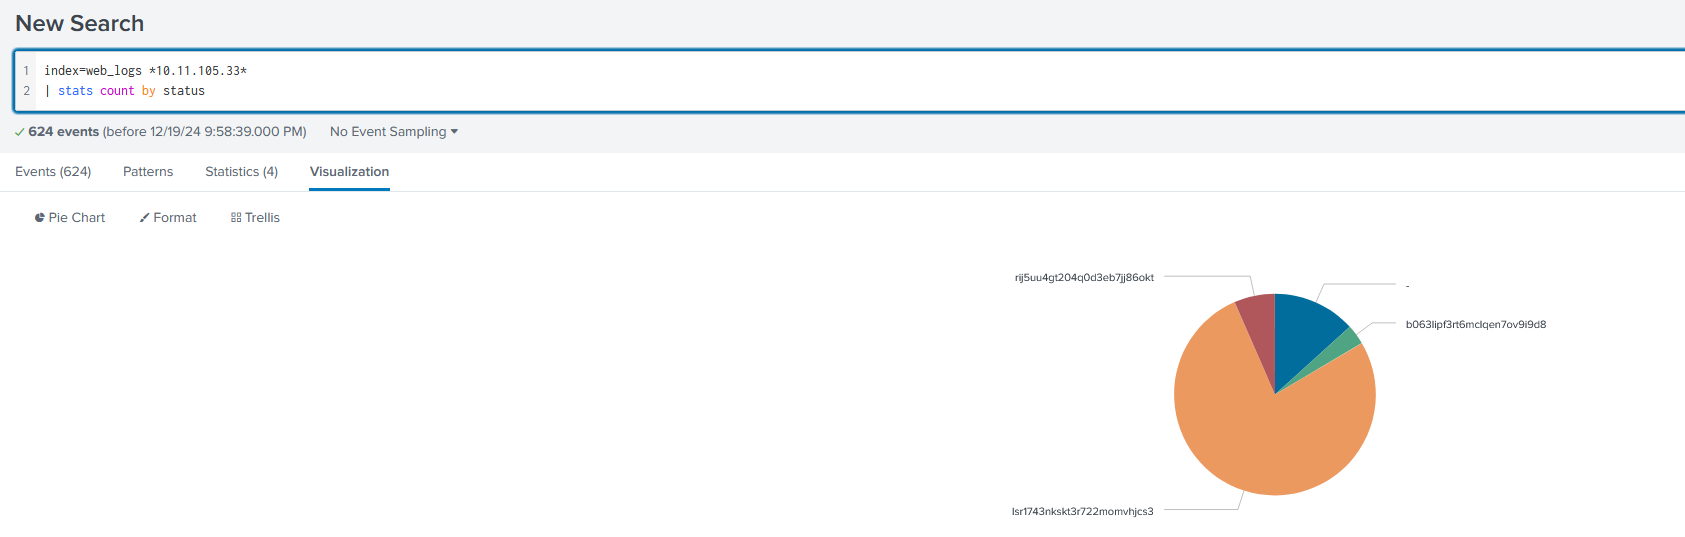 New Search
1 index=web_logs *10.11.105.33*
2 | stats count by status
624 events (before 12/19/24 9:58:39.000 PM) No Event Sampling
Events (624) Patterns Statistics (4) Visualization
Pie Chart Format Trellis
rij5uu4gt204q0d3eb7jj86okt
-
b063lipf3rt6mclqen7ov9i9d8
lsr1743nkskt3r722momvhjcs3